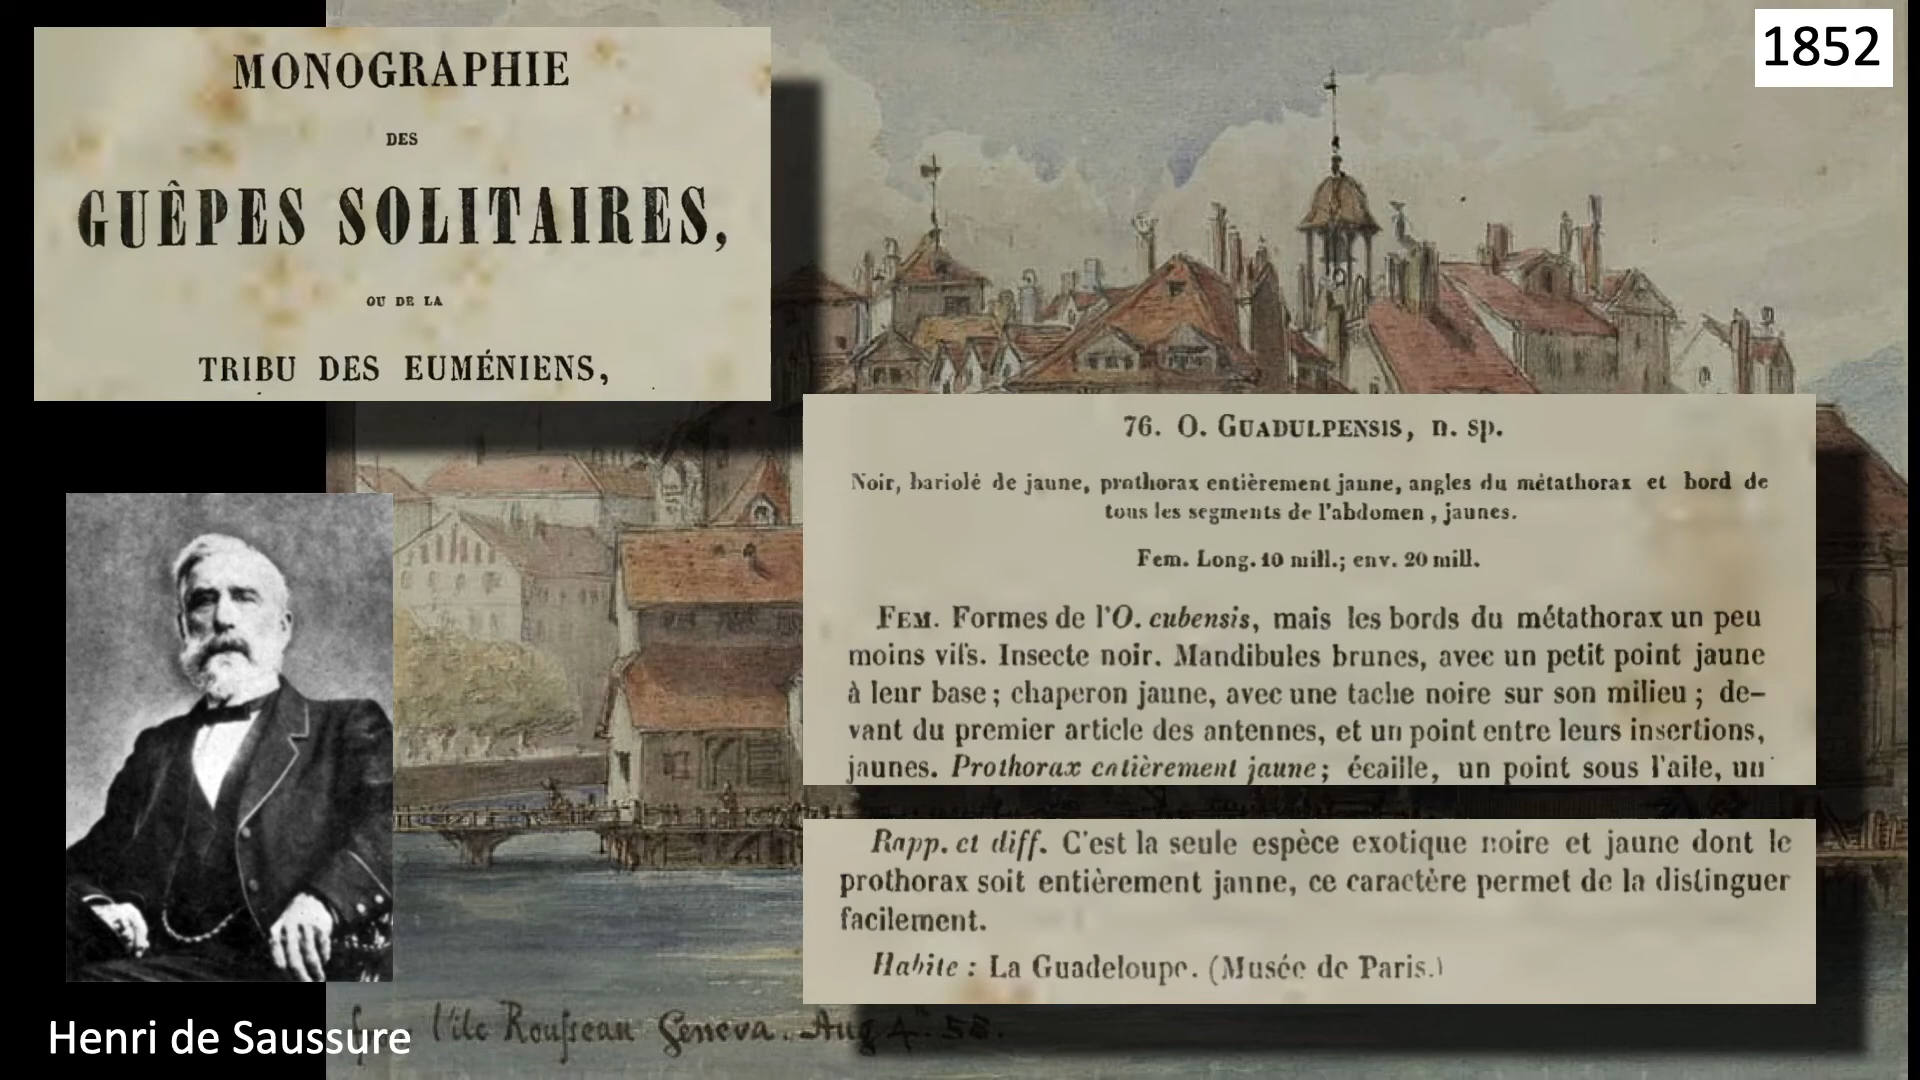 1852
MONOGRAPHIE
DES
GUÊPES SOLITAIRES,
OU DE LA
TRIBU DES EUMÉNIENS,
76. O. GUADULPENSIS, n. sp.
Noir, bariolé de jaune, prothorax entièrement jaune, angles du métathorax et bord de
tous les segments de l'abdomen, jaunes.
Fem. Long. 10 mill.; env. 20 mill.
FEM. Formes de l'O. cubensis, mais les bords du métathorax un peu
moins vifs. Insecte noir. Mandibules brunes, avec un petit point jaune
à leur base; chaperon jaune, avec une tache noire sur son milieu; de-
vant du premier article des antennes, et un point entre leurs insertions,
jaunes. Prothorax entièrement jaune; écaille, un point sous l'aile, un
Rapp. et diff. C'est la seule espèce exotique noire et jaune dont le
prothorax soit entièrement jaune, ce caractère permet de la distinguer
facilement.
Habite: La Guadeloupe. (Musée de Paris.)
Henri de Saussure
l'ile Rousseau Geneva. Aug 4th 58.